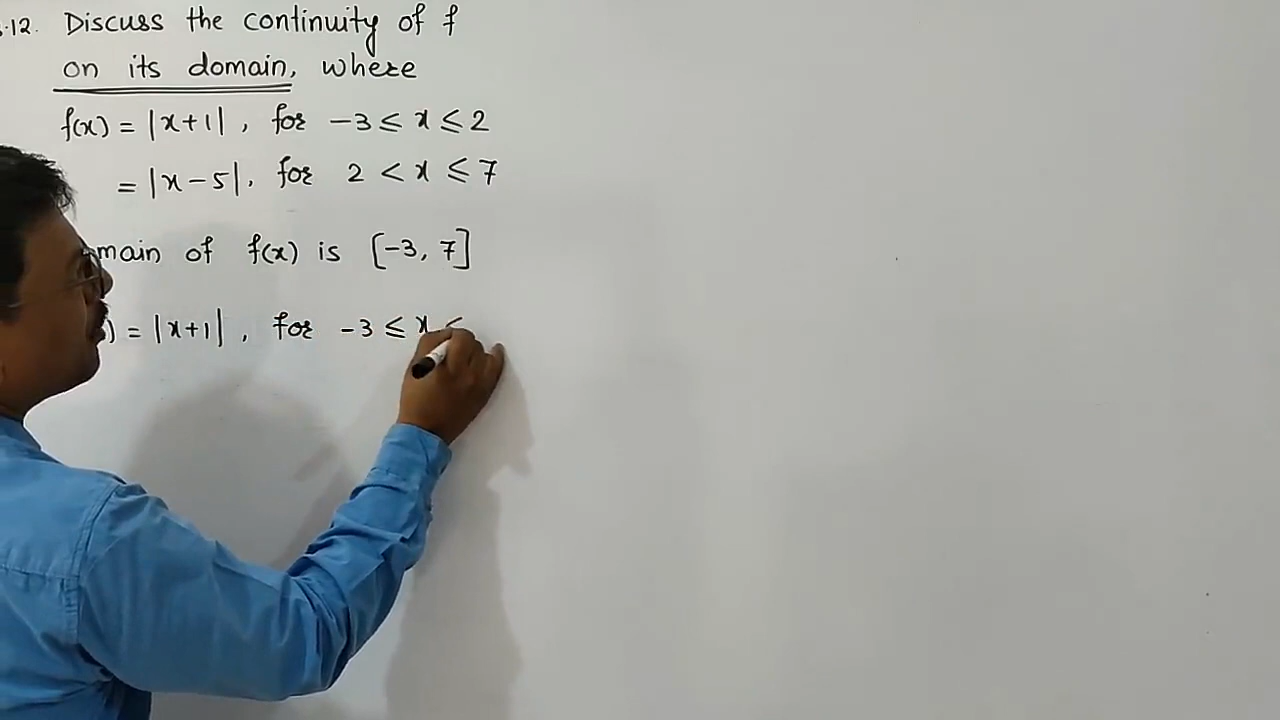 .12. Discuss the continuity of f
on its domain, where
f(x) = |x+1| , for -3 ≤ x ≤ 2
= |x-5|, for 2 < x ≤ 7
main of f(x) is [-3, 7]
) = |x+1| , for -3 ≤ x ≤